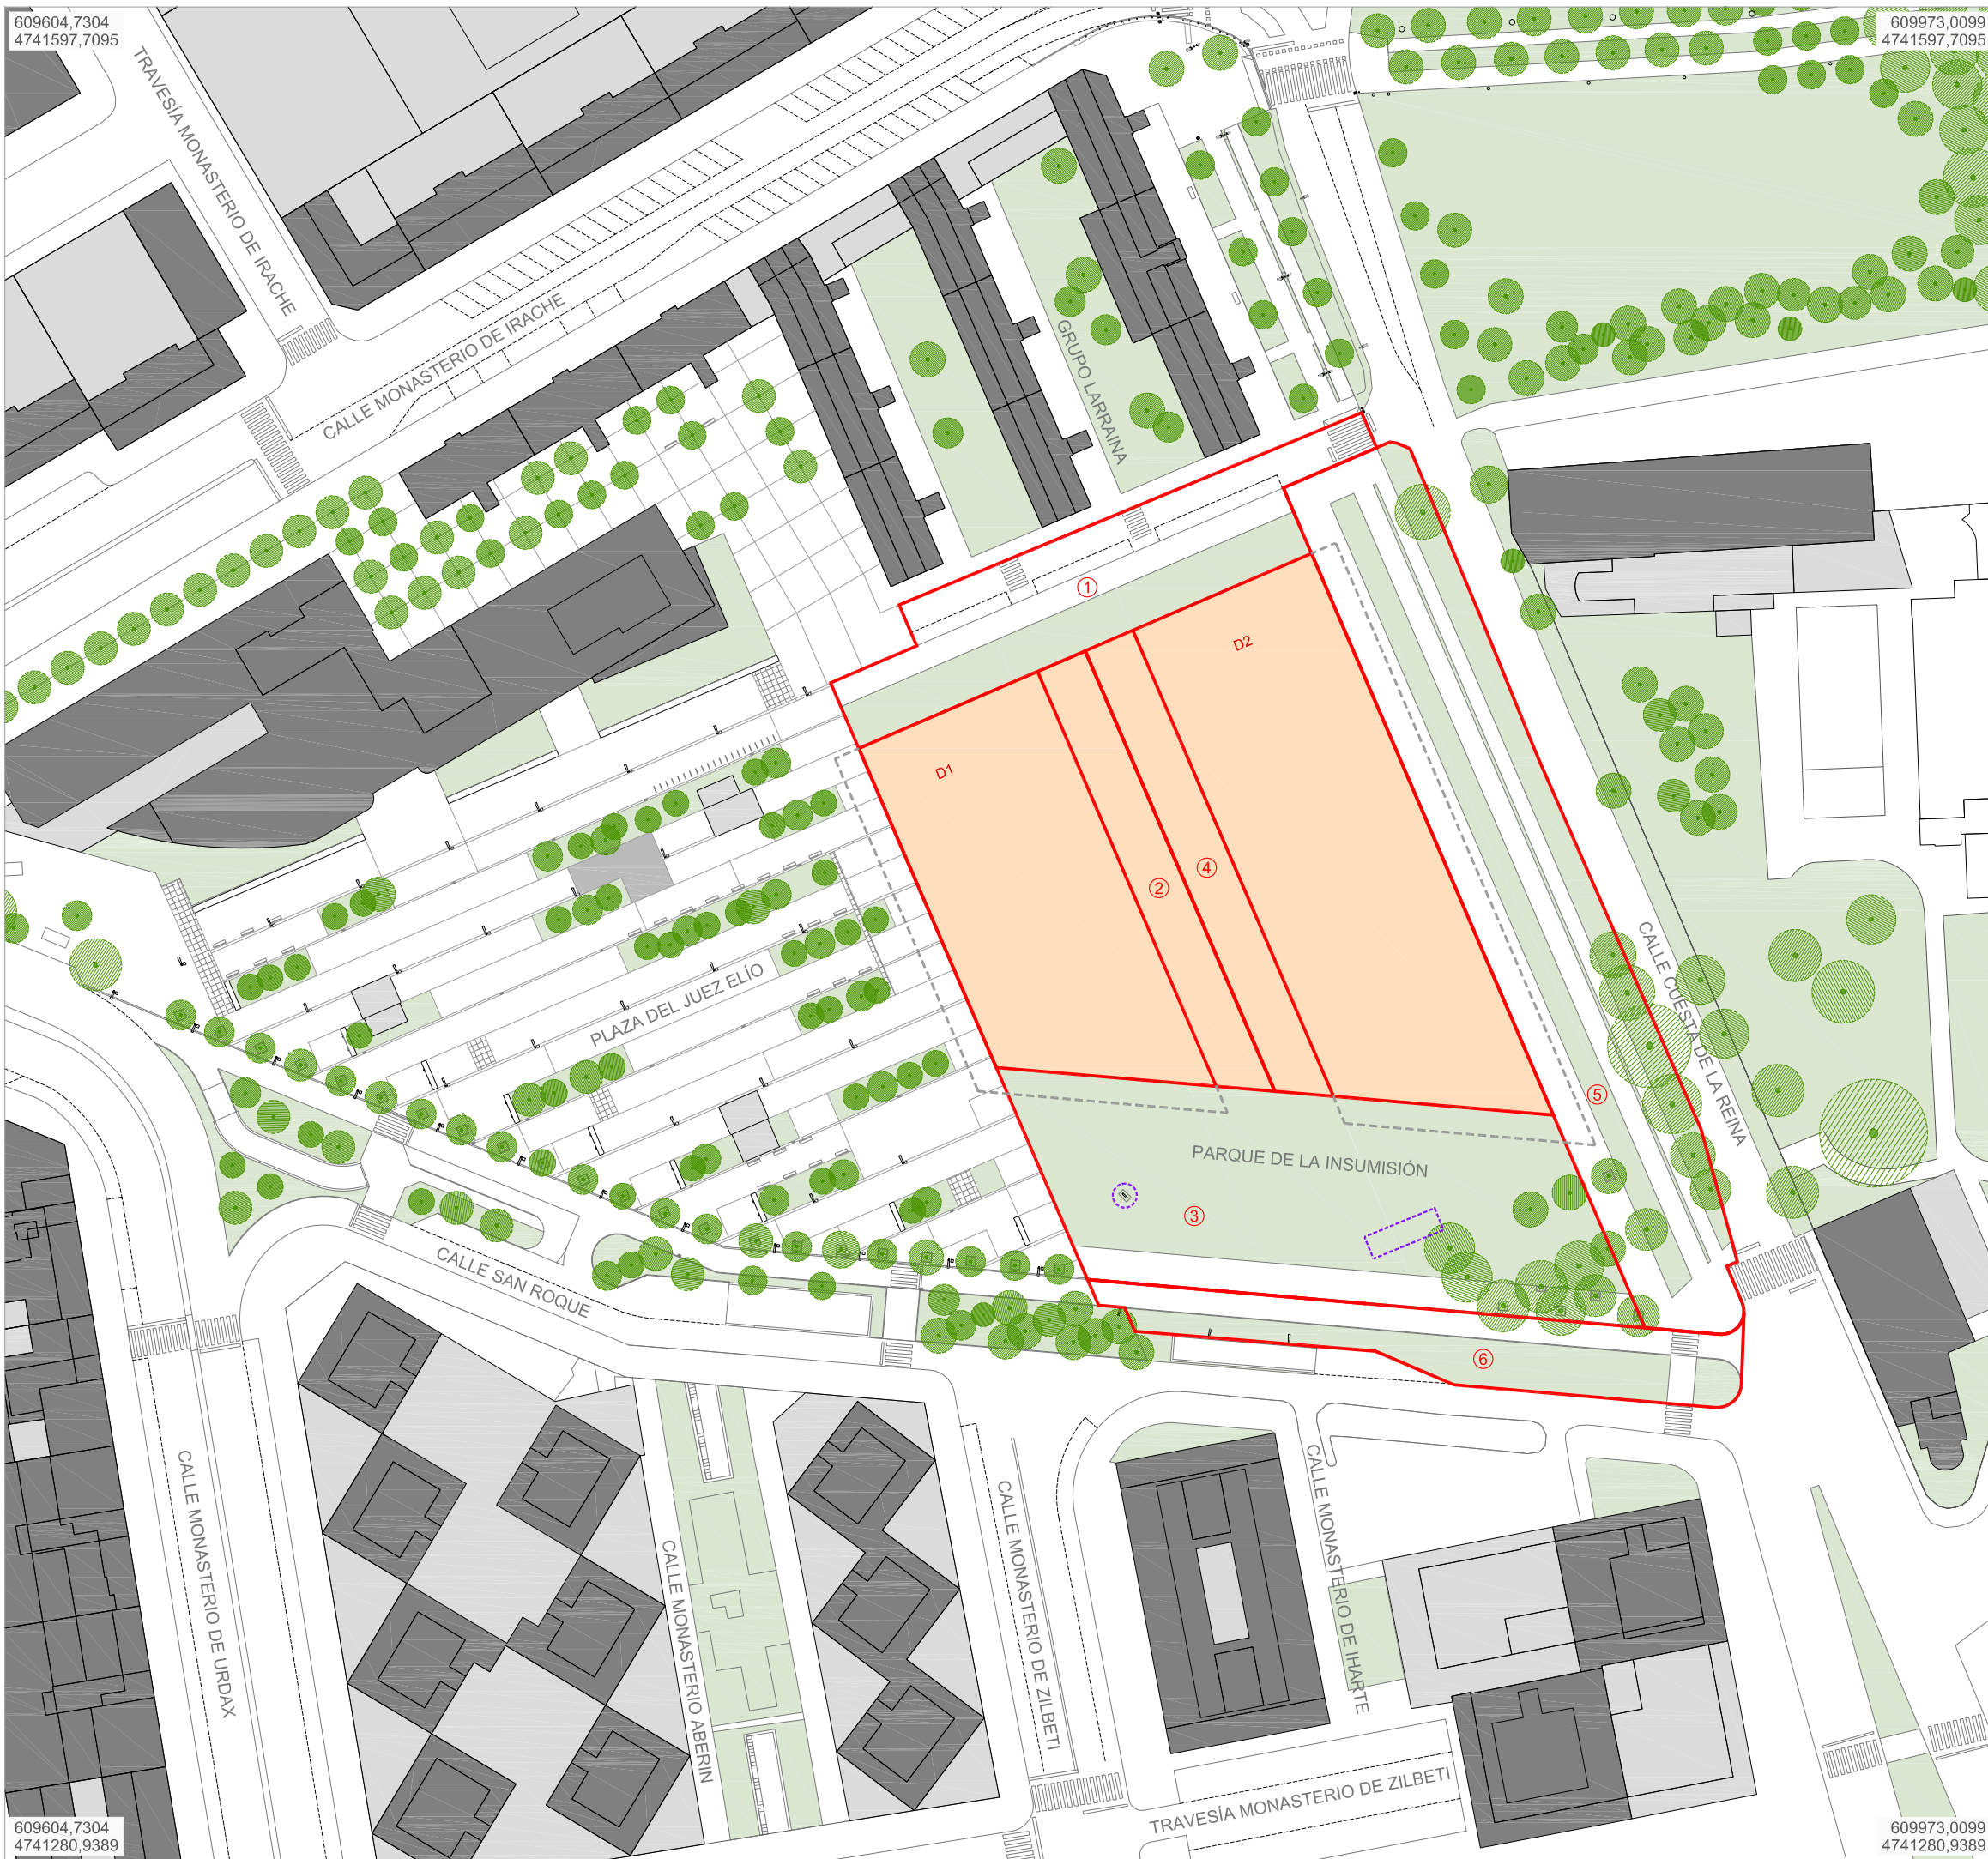 609604,7304
4741597,7095
609973,0099
4741597,7095
TRAVESÍA MONASTERIO DE IRACHE
CALLE MONASTERIO DE IRACHE
GRUPO LARRAINA
1
D2
D1
4
2
CALLE CUESTA DE LA REINA
PLAZA DEL JUEZ ELÍO
5
PARQUE DE LA INSUMISIÓN
3
CALLE SAN ROQUE
6
CALLE MONASTERIO DE URDAX
CALLE MONASTERIO ABERIN
CALLE MONASTERIO DE ZILBETI
CALLE MONASTERIO DE IHARTE
TRAVESÍA MONASTERIO DE ZILBETI
609604,7304
4741280,9389
609973,0099
4741280,9389